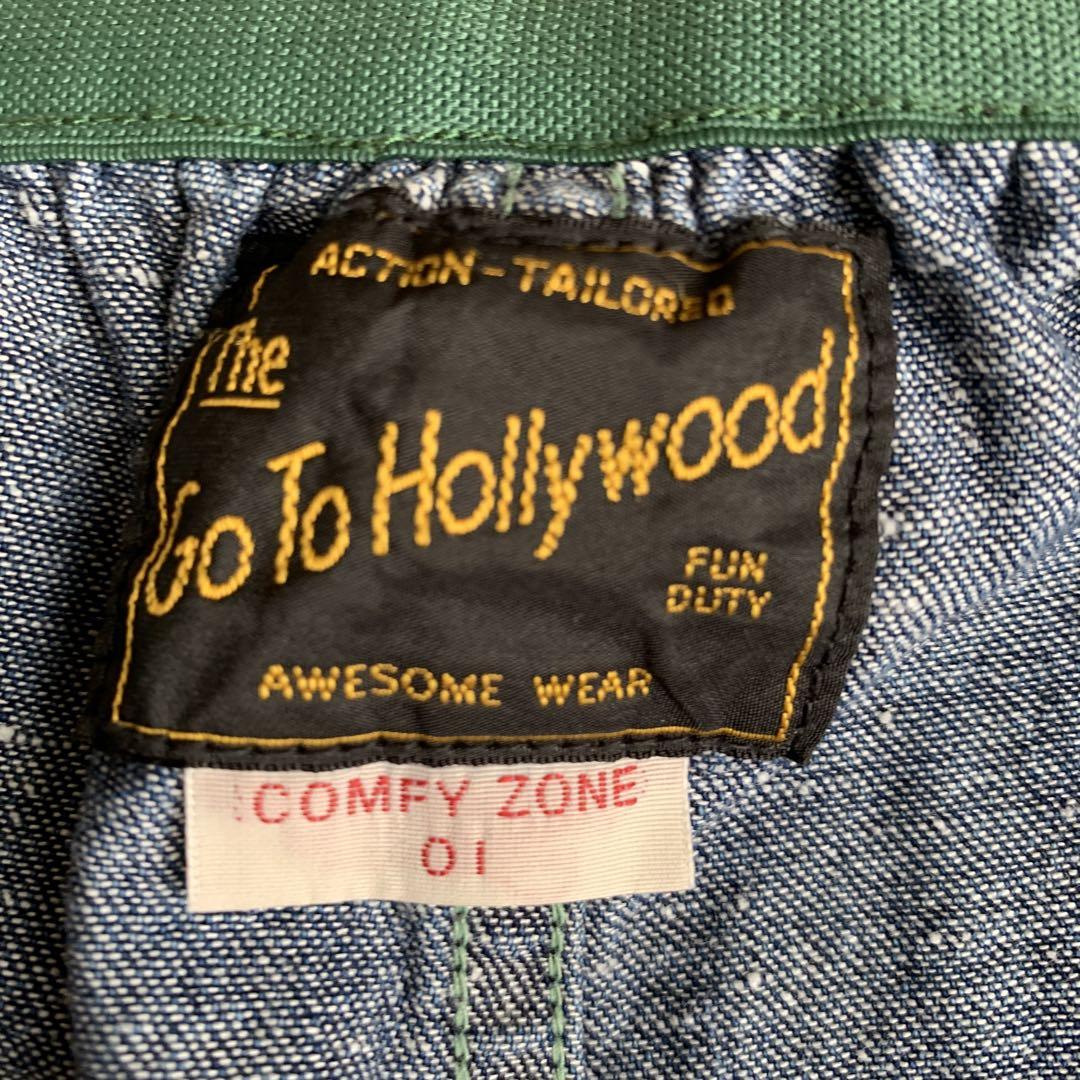 ACTION-TAILORED
The
Go To Hollywood
FUN
DUTY
AWESOME WEAR
COMFY ZONE
01